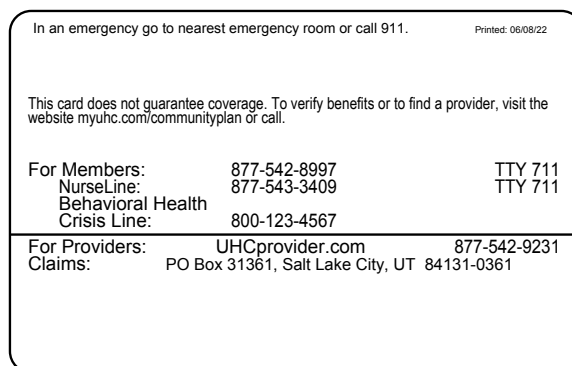 In an emergency go to nearest emergency room or call 911. Printed: 06/08/22
This card does not guarantee coverage. To verify benefits or to find a provider, visit the
website myuhc.com/communityplan or call.
For Members: 877-542-8997 TTY 711
NurseLine: 877-543-3409 TTY 711
Behavioral Health
Crisis Line: 800-123-4567
For Providers: UHCprovider.com 877-542-9231
Claims: PO Box 31361, Salt Lake City, UT 84131-0361